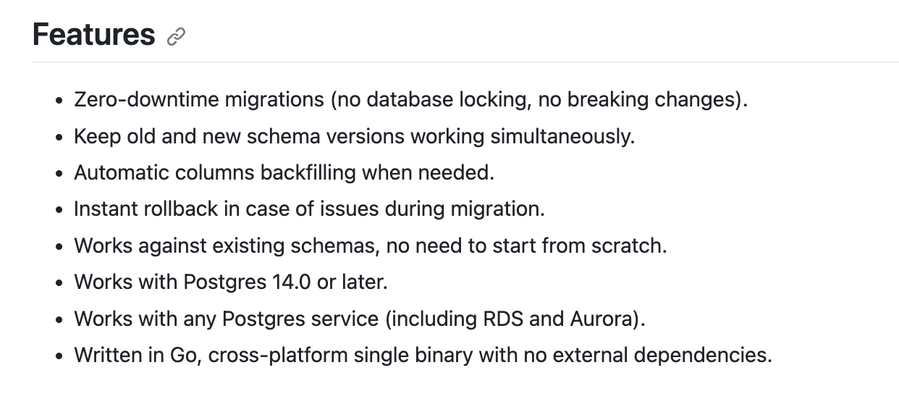 Features
Zero-downtime migrations (no database locking, no breaking changes).
Keep old and new schema versions working simultaneously.
Automatic columns backfilling when needed.
Instant rollback in case of issues during migration.
Works against existing schemas, no need to start from scratch.
Works with Postgres 14.0 or later.
Works with any Postgres service (including RDS and Aurora).
Written in Go, cross-platform single binary with no external dependencies.